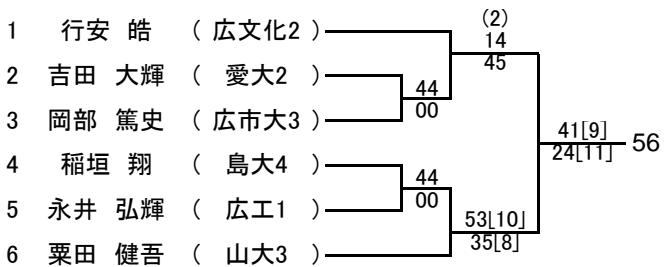 1 行安 皓 ( 広文化2 )
2 吉田 大輝 ( 愛大2 )
3 岡部 篤史 ( 広市大3 )
4 稲垣 翔 ( 島大4 )
5 永井 弘輝 ( 広工1 )
6 粟田 健吾 ( 山大3 )
44
00
44
00
(2)
14
45
53[10]
35[8]
41[9]
24[11]
56